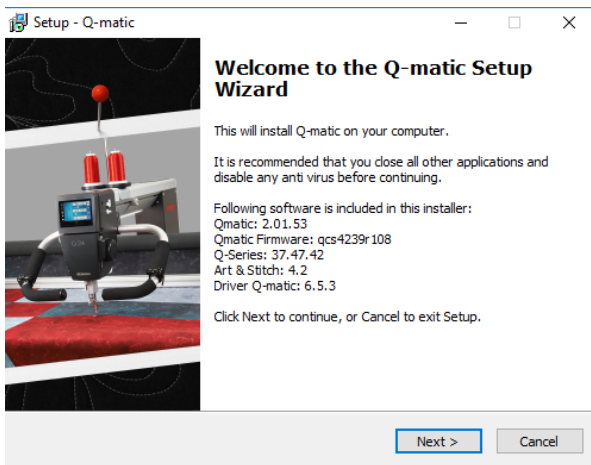 Setup - Q-matic
Welcome to the Q-matic Setup
Wizard
This will install Q-matic on your computer.
It is recommended that you close all other applications and
disable any anti virus before continuing.
Following software is included in this installer:
Qmatic: 2.01.53
Qmatic Firmware: qcs4239r108
Q-Series: 37.47.42
Art & Stitch: 4.2
Driver Q-matic: 6.5.3
Click Next to continue, or Cancel to exit Setup.
Next >
Cancel